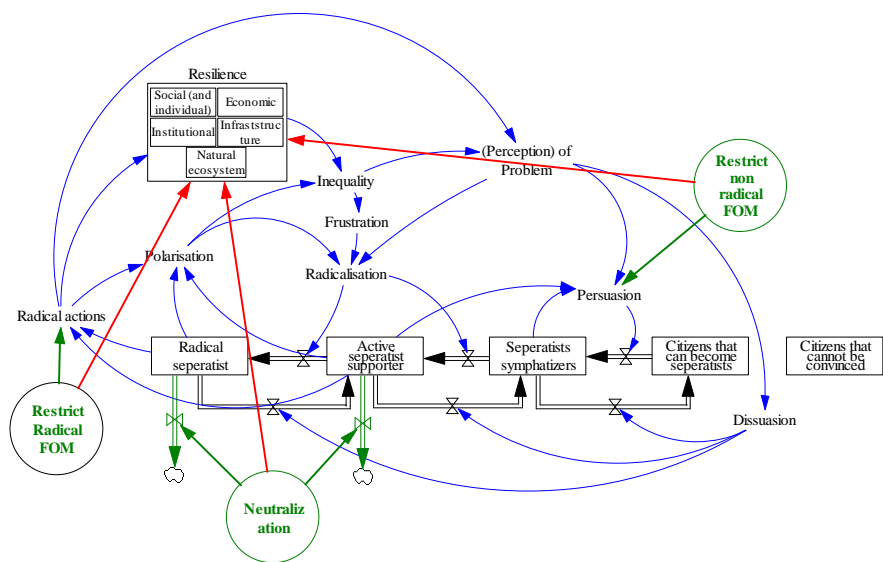 Resilience
Social (and
individual)
Economic
Institutional
Infraststruc
ture
Natural
ecosystem
(Perception) of
Problem
Restrict
non
radical
FOM
Inequality
Frustration
Polarisation
Radicalisation
Persuasion
Radical actions
Radical
seperatist
Active
seperatist
supporter
Seperatists
symphatizers
Citizens that
can become
seperatists
Citizens that
cannot be
convinced
Restrict
Radical
FOM
Dissuasion
Neutraliz
ation